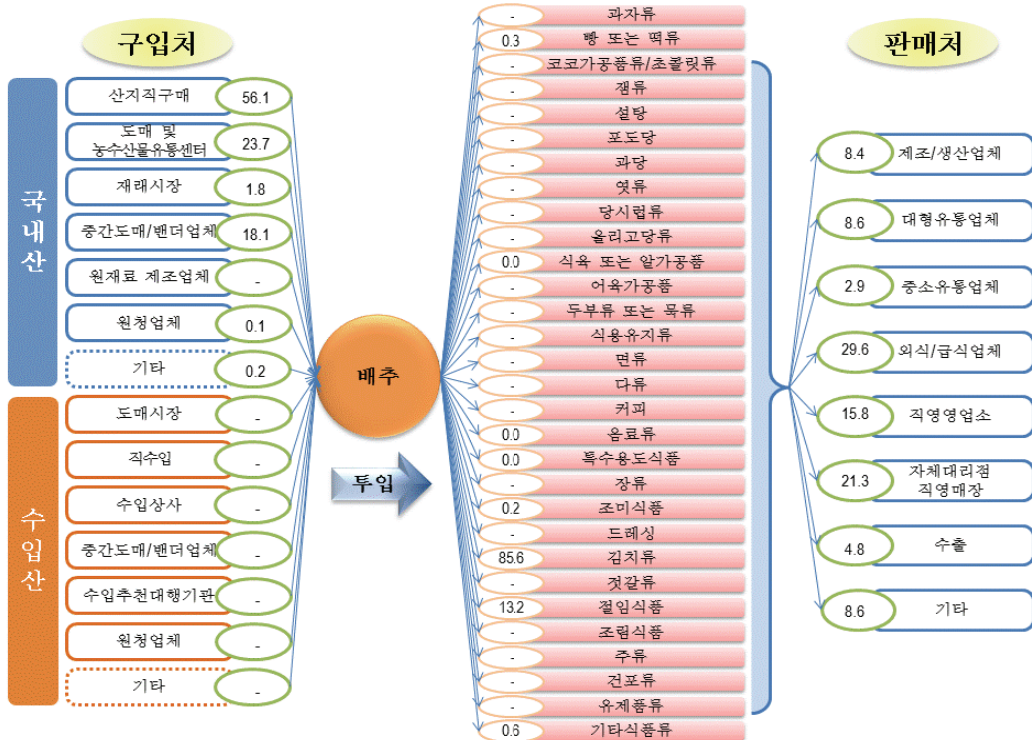 구입처
국내산
산지직구매
56.1
도매 및
농수산물유통센터
23.7
재래시장
1.8
중간도매/밴더업체
18.1
원재료 제조업체
-
원청업체
0.1
기타
0.2
수입산
도매시장
-
직수입
-
수입상사
-
중간도매/밴더업체
-
수입추천대행기관
-
원청업체
-
기타
-
배추
투입
- 과자류
0.3 빵 또는 떡류
- 코코가공품류/초콜릿류
- 잼류
- 설탕
- 포도당
- 과당
- 엿류
- 당시럽류
- 올리고당류
0.0 식육 또는 알가공품
- 어육가공품
- 두부류 또는 묵류
- 식용유지류
- 면류
- 다류
- 커피
0.0 음료류
0.0 특수용도식품
- 장류
0.2 조미식품
- 드레싱
85.6 김치류
- 젓갈류
13.2 절임식품
- 조림식품
- 주류
- 건포류
- 유제품류
0.6 기타식품류
판매처
8.4 제조/생산업체
8.6 대형유통업체
2.9 중소유통업체
29.6 외식/급식업체
15.8 직영영업소
21.3 자체대리점
직영매장
4.8 수출
8.6 기타